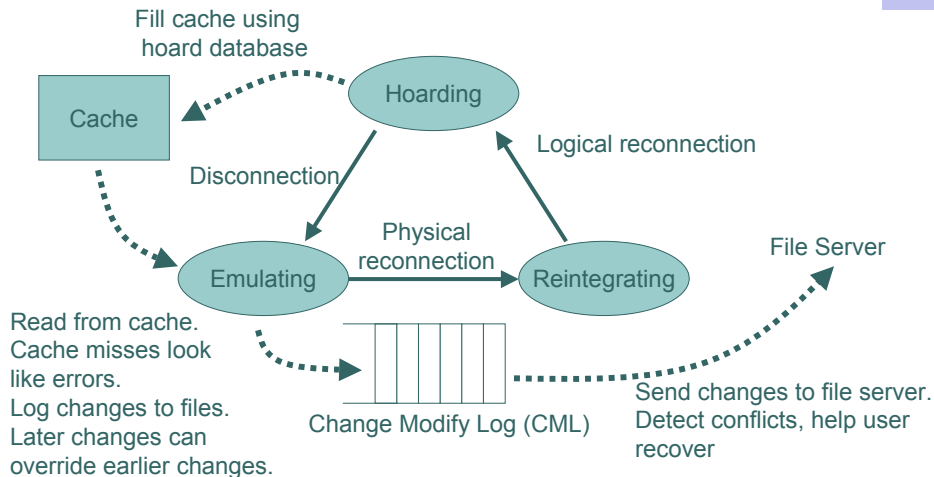 Fill cache using
hoard database
Hoarding
Cache
Logical reconnection
Disconnection
Physical
reconnection
File Server
Emulating
Reintegrating
Read from cache.
Cache misses look
like errors.
Log changes to files.
Later changes can
override earlier changes.
Change Modify Log (CML)
Send changes to file server.
Detect conflicts, help user
recover